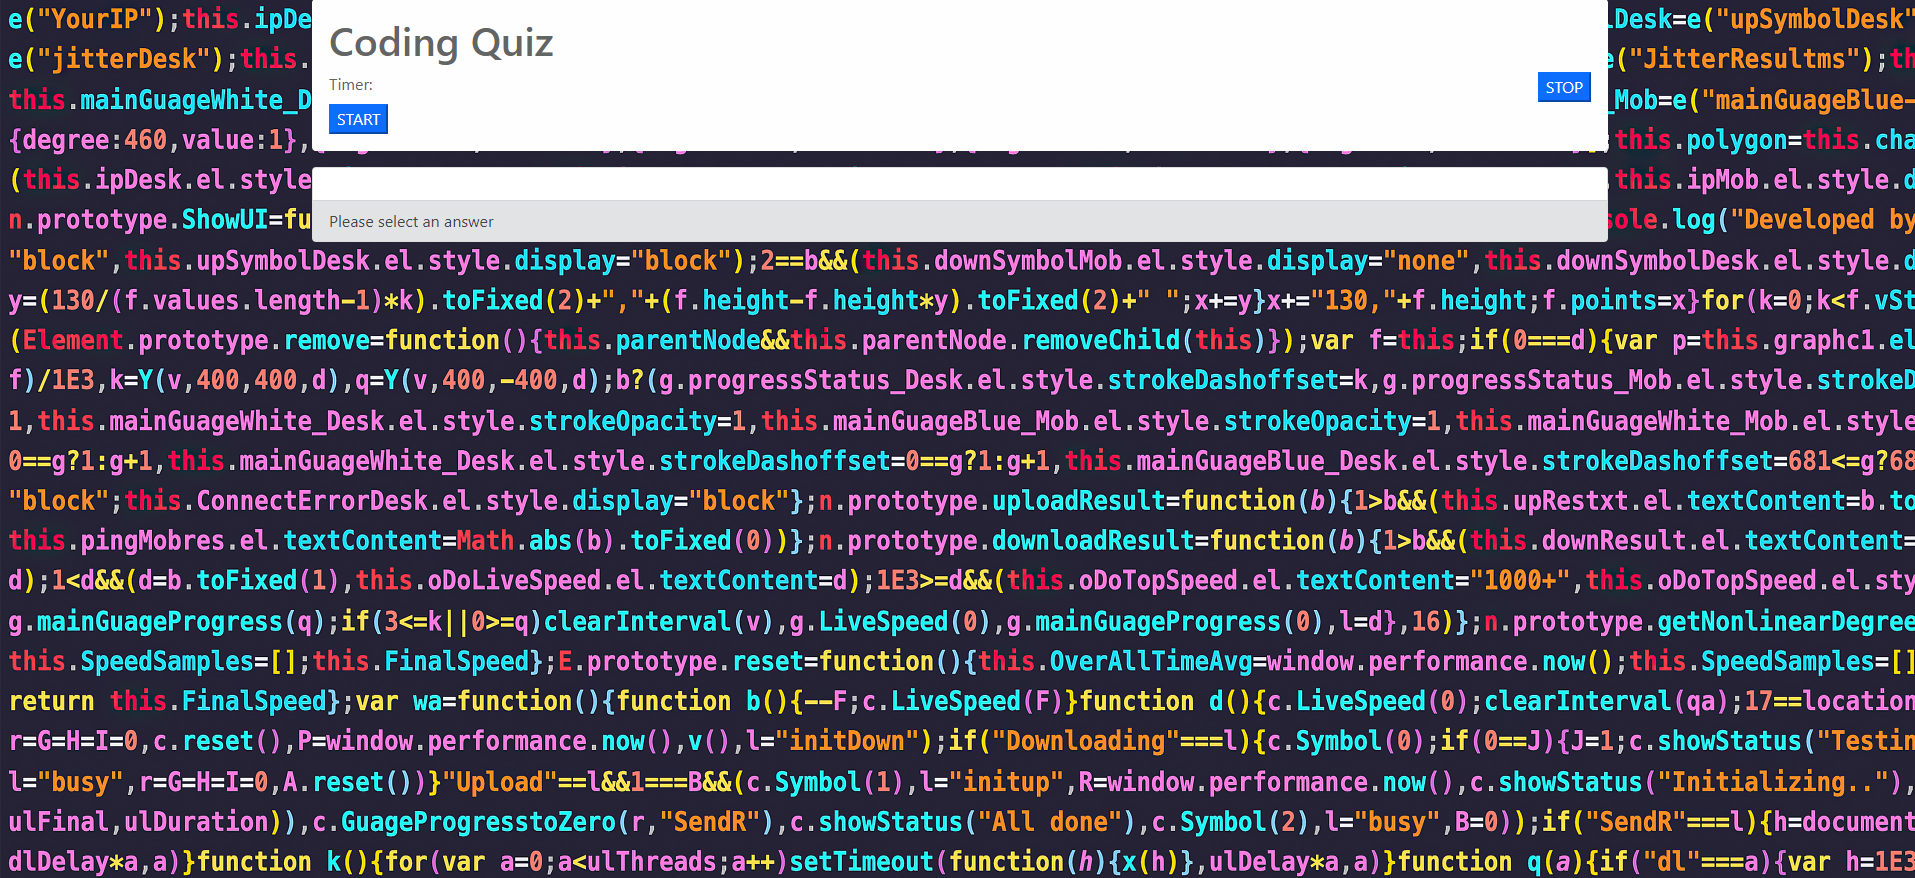 e("YourIP");this.ipDe
lDesk=e("upSymbolDesk"
Coding Quiz
e("jitterDesk");this.
e("JitterResultms");th
Timer:
STOP
this.mainGuageWhite_D
_Mob=e("mainGuageBlue-
START
{degree:460,value:1},
;this.polygon=this.cha
(this.ipDesk.el.style
this.ipMob.el.style.d
n.prototype.ShowUI=fu
sole.log("Developed by
Please select an answer
"block",this.upSymbolDesk.el.style.display="block");2==b&&(this.downSymbolMob.el.style.display="none",this.downSymbolDesk.el.style.d
y=(130/(f.values.length-1)*k).toFixed(2)+","+(f.height-f.height*y).toFixed(2)+" ";x+=y}x+="130,"+f.height;f.points=x}for(k=0;k<f.vSt
(Element.prototype.remove=function(){this.parentNode&&this.parentNode.removeChild(this)});var f=this;if(0===d){var p=this.graphc1.el
f)/1E3,k=Y(v,400,400,d),q=Y(v,400,-400,d);b?(g.progressStatus_Desk.el.style.strokeDashoffset=k,g.progressStatus_Mob.el.style.strokeD
1,this.mainGuageWhite_Desk.el.style.strokeOpacity=1,this.mainGuageBlue_Mob.el.style.strokeOpacity=1,this.mainGuageWhite_Mob.el.style
0==g?1:g+1,this.mainGuageWhite_Desk.el.style.strokeDashoffset=0==g?1:g+1,this.mainGuageBlue_Desk.el.style.strokeDashoffset=681<=g?68
"block";this.ConnectErrorDesk.el.style.display="block"};n.prototype.uploadResult=function(b){1>b&&(this.upRestxt.el.textContent=b.to
this.pingMobres.el.textContent=Math.abs(b).toFixed(0))};n.prototype.downloadResult=function(b){1>b&&(this.downResult.el.textContent=
d);1<d&&(d=b.toFixed(1),this.oDoLiveSpeed.el.textContent=d);1E3>=d&&(this.oDoTopSpeed.el.textContent="1000+",this.oDoTopSpeed.el.sty
g.mainGuageProgress(q);if(3<=k||0>=q)clearInterval(v),g.LiveSpeed(0),g.mainGuageProgress(0),l=d},16)};n.prototype.getNonlinearDegree
this.SpeedSamples=[];this.FinalSpeed};E.prototype.reset=function(){this.OverAllTimeAvg=window.performance.now();this.SpeedSamples=[]
return this.FinalSpeed};var wa=function(){function b(){--F;c.LiveSpeed(F)}function d(){c.LiveSpeed(0);clearInterval(qa);17==location
r=G=H=I=0,c.reset(),P=window.performance.now(),v(),l="initDown");if("Downloading"===l){c.Symbol(0);if(0==J){J=1;c.showStatus("Testin
l="busy",r=G=H=I=0,A.reset())}"Upload"==l&&1===B&&(c.Symbol(1),l="initup",R=window.performance.now(),c.showStatus("Initializing.."),
ulFinal,ulDuration)),c.GuageProgresstoZero(r,"SendR"),c.showStatus("All done"),c.Symbol(2),l="busy",B=0));if("SendR"===l){h=document
dlDelay*a,a)}function k(){for(var a=0;a<ulThreads;a++)setTimeout(function(h){x(h)},ulDelay*a,a)}function q(a){if("dl"===a){var h=1E3